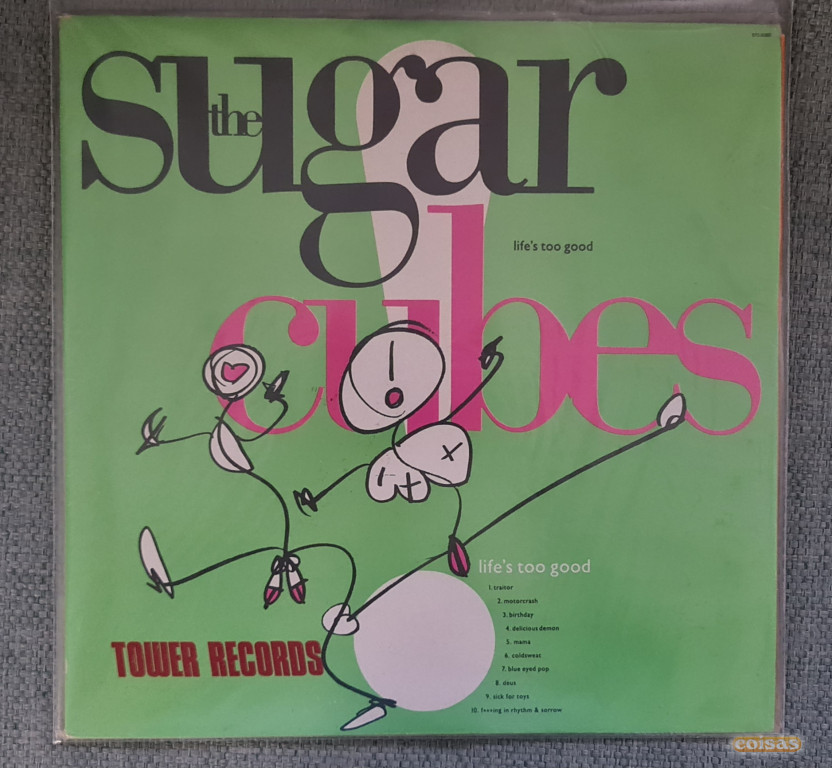 the
sugar
life's too good
cubes
life's too good
1. traitor
2. motorcrash
3. birthday
4. delicious demon
5. mama
6. coldsweat
7. blue eyed pop
8. deus
9. sick for toys
10. f***ing in rhythm & sorrow
TOWER RECORDS
coisas